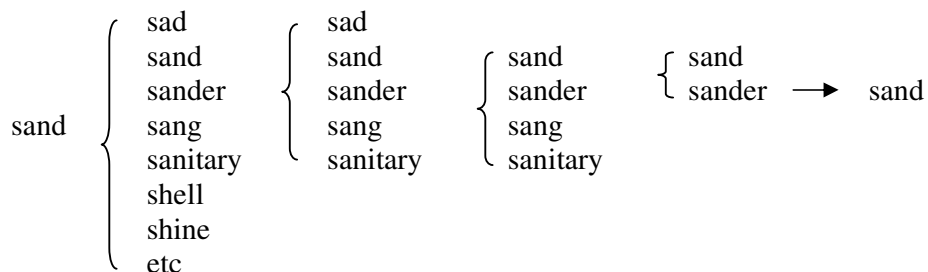 sad sad
sand sand sand sand
sander sander sander sander sand
sand sang sang sang
sanitary sanitary sanitary
shell
shine
etc